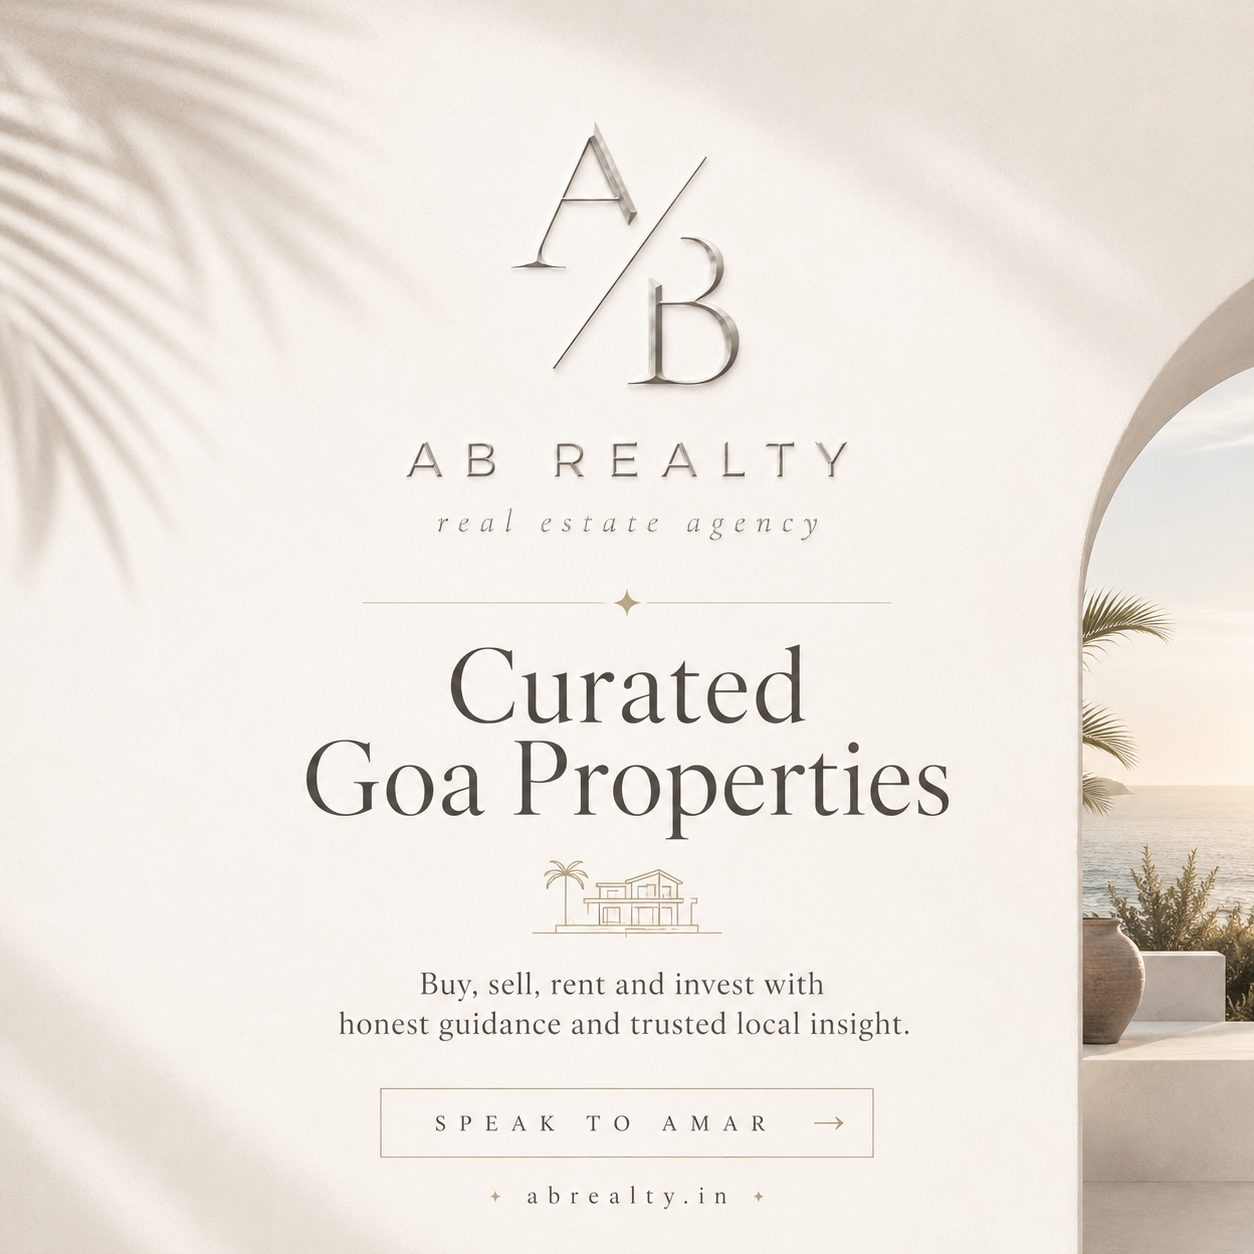 A/B
AB REALTY
real estate agency
Curated
Goa Properties
Buy, sell, rent and invest with
honest guidance and trusted local insight.
SPEAK TO AMAR →
abrealty.in